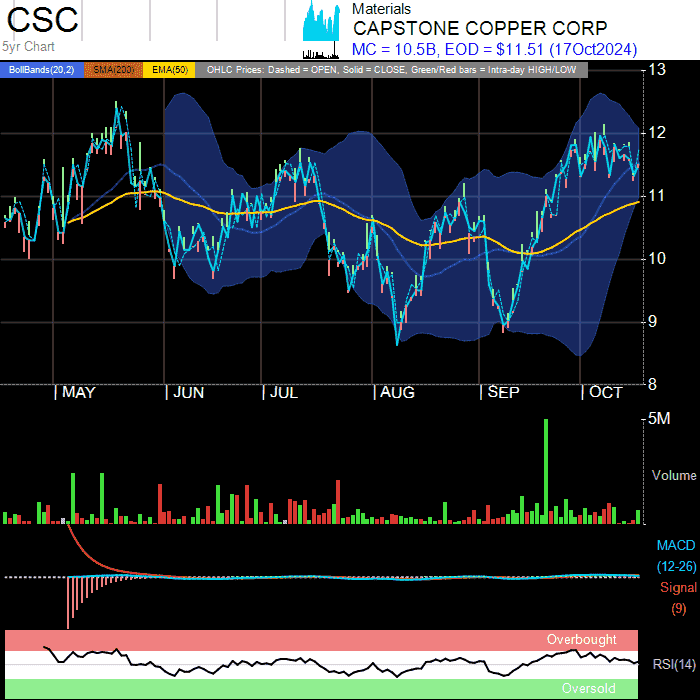 CSC
5yr Chart
Materials
CAPSTONE COPPER CORP
MC = 10.5B, EOD = $11.51 (17Oct2024)
BollBands(20,2) SMA(200) EMA(50) OHLC Prices: Dashed = OPEN, Solid = CLOSE, Green/Red bars = Intra-day HIGH/LOW
13
12
11
10
9
8
MAY JUN JUL AUG SEP OCT
5M
Volume
MACD
(12-26)
Signal
(9)
Overbought
RSI(14)
Oversold